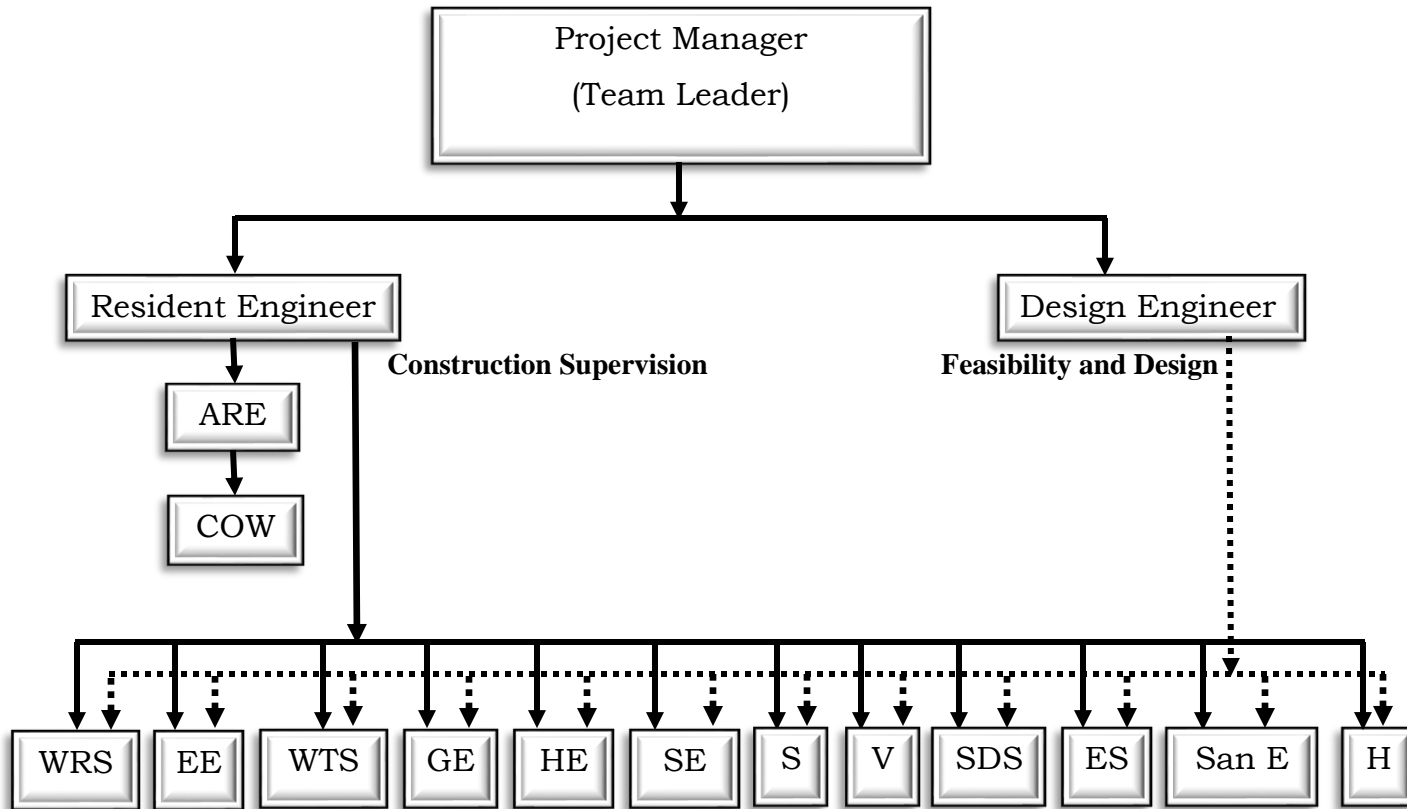 Project Manager
(Team Leader)
Resident Engineer
Design Engineer
Construction Supervision
Feasibility and Design
ARE
COW
WRS
EE
WTS
GE
HE
SE
S
V
SDS
ES
San E
H